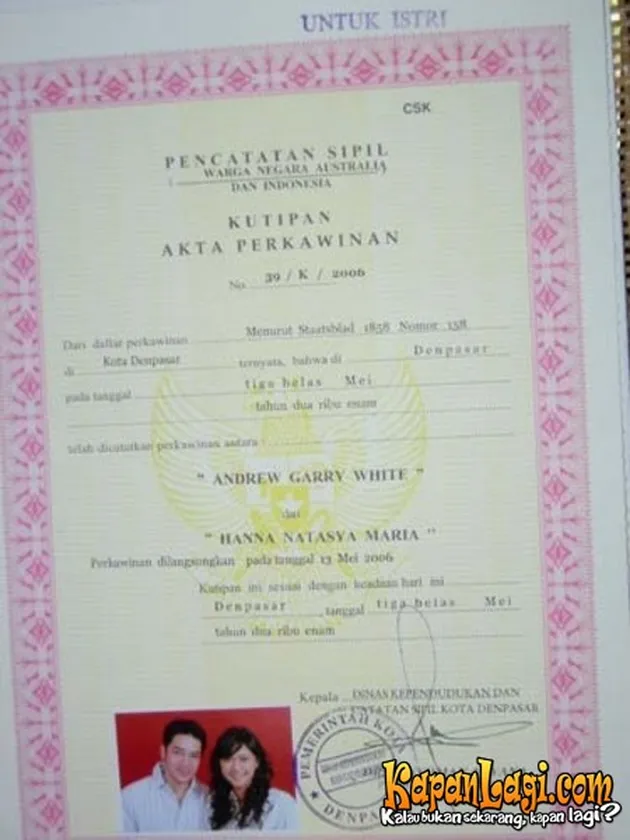 UNTUK ISTRI
CSK
PENCATATAN SIPIL
WARGA NEGARA AUSTRALIA
DAN INDONESIA
KUTIPAN
AKTA PERKAWINAN
No. 39 / K / 2006
Dari daftar perkawinan Menurut Staatsblad 1858 Nomor 158
di Kota Denpasar ternyata, bahwa di Denpasar
pada tanggal tiga belas Mei
tahun dua ribu enam
telah dicatatkan perkawinan antara :
" ANDREW GARRY WHITE "
dan
" HANNA NATASYA MARIA "
Perkawinan dilangsungkan pada tanggal 13 Mei 2006
Kutipan ini sesuai dengan keadaan hari ini
Denpasar, tanggal tiga belas Mei
tahun dua ribu enam
Kepala DINAS KEPENDUDUKAN DAN
CATATAN SIPIL KOTA DENPASAR
PEMERINTAH KO
DENPA
KapanLagi.com
Kalau bukan sekarang, kapan lagi?